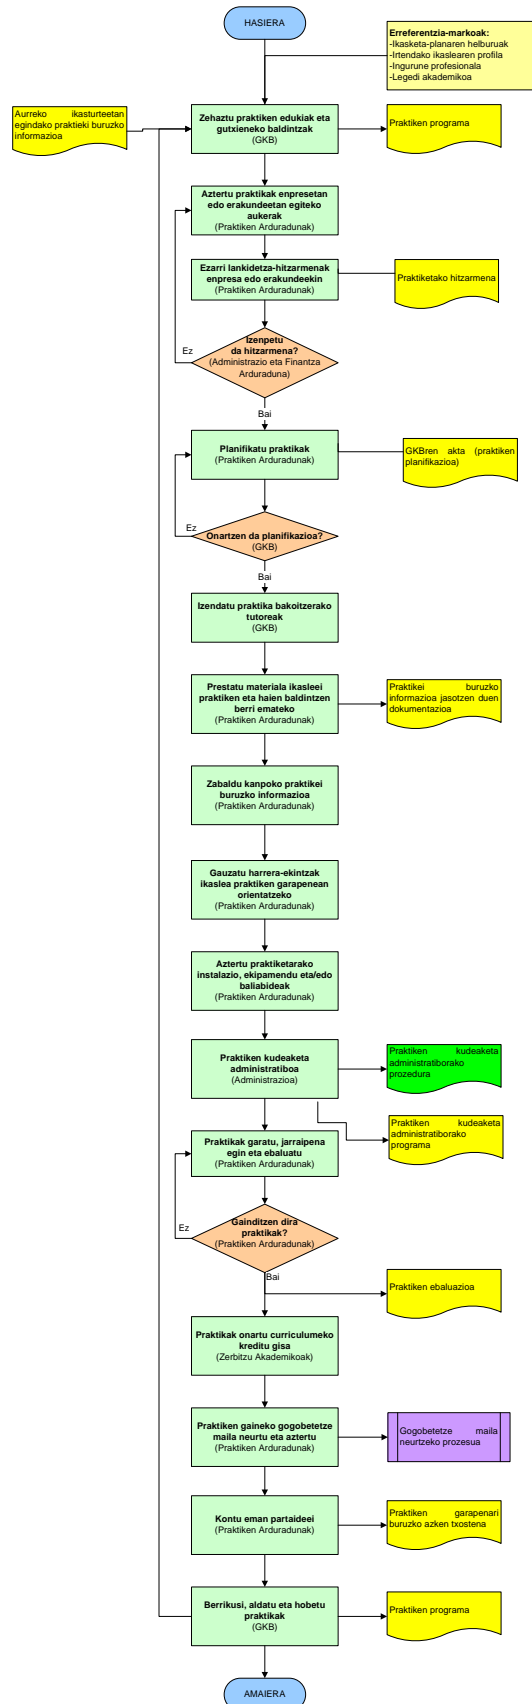 HASIERA
Erreferentzia-markoak:
-Ikasketa-planaren helburuak
-Irtendako ikaslearen profila
-Ingurune profesionala
-Legedi akademikoa
Aurreko ikasturteetan
egindako praktieki buruzko
informazioa
Zehaztu praktiken edukiak eta
gutxieneko baldintzak
(GKB)
Praktiken programa
Aztertu praktikak enpresetan
edo erakundeetan egiteko
aukerak
(Praktiken Arduradunak)
Ezarri lankidetza-hitzarmenak
enpresa edo erakundeekin
(Praktiken Arduradunak)
Praktiketako hitzarmena
Izenpetu
da hitzarmena?
(Administrazio eta Finantza
Arduraduna)
Ez
Bai
Planifikatu praktikak
(Praktiken Arduradunak)
GKBren akta (praktiken
planifikazioa)
Ez
Onartzen da planifikazioa?
(GKB)
Bai
Izendatu praktika bakoitzerako
tutoreak
(GKB)
Prestatu materiala ikasleei
praktiken eta haien baldintzen
berri emateko
(Praktiken Arduradunak)
Praktikei buruzko
informazioa jasotzen duen
dokumentazioa
Zabaldu kanpoko praktikei
buruzko informazioa
(Praktiken Arduradunak)
Gauzatu harrera-ekintzak
ikaslea praktiken garapenean
orientatzeko
(Praktiken Arduradunak)
Aztertu praktiketarako
instalazio, ekipamendu eta/edo
baliabideak
(Praktiken Arduradunak)
Praktiken kudeaketa
administratiboa
(Administrazioa)
Praktiken kudeaketa
administratiborako
prozedura
Praktiken kudeaketa
administratiborako
programa
Praktikak garatu, jarraipena
egin eta ebaluatu
(Praktiken Arduradunak)
Ez
Gainditzen dira
praktikak?
(Praktiken Arduradunak)
Bai
Praktiken ebaluazioa
Praktikak onartu curriculumeko
kreditu gisa
(Zerbitzu Akademikoak)
Praktiken gaineko gogobetetze
maila neurtu eta aztertu
(Praktiken Arduradunak)
Gogobetetze maila
neurtzeko prozesua
Kontu eman partaideei
(Praktiken Arduradunak)
Praktiken garapenari
buruzko azken txostena
Berrikusi, aldatu eta hobetu
praktikak
(GKB)
Praktiken programa
AMAIERA